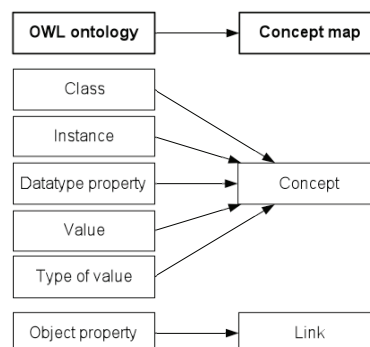 OWL ontology
Concept map
Class
Instance
Datatype property
Concept
Value
Type of value
Object property
Link